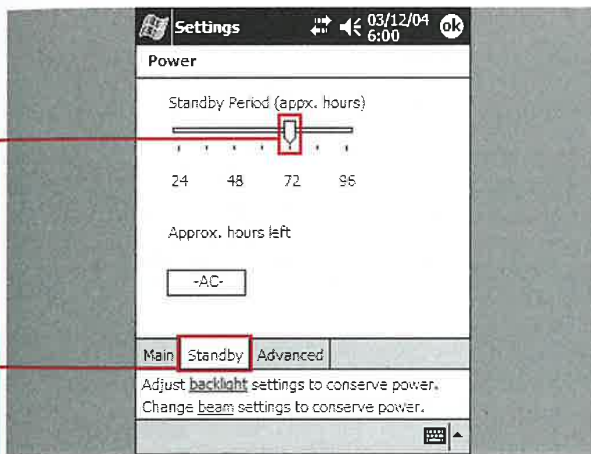 Settings 03/12/04 6:00 ok
Power
Standby Period (appx. hours)
24 48 72 96
Approx. hours left
-AC-
Main Standby Advanced
Adjust backlight settings to conserve power.
Change beam settings to conserve power.